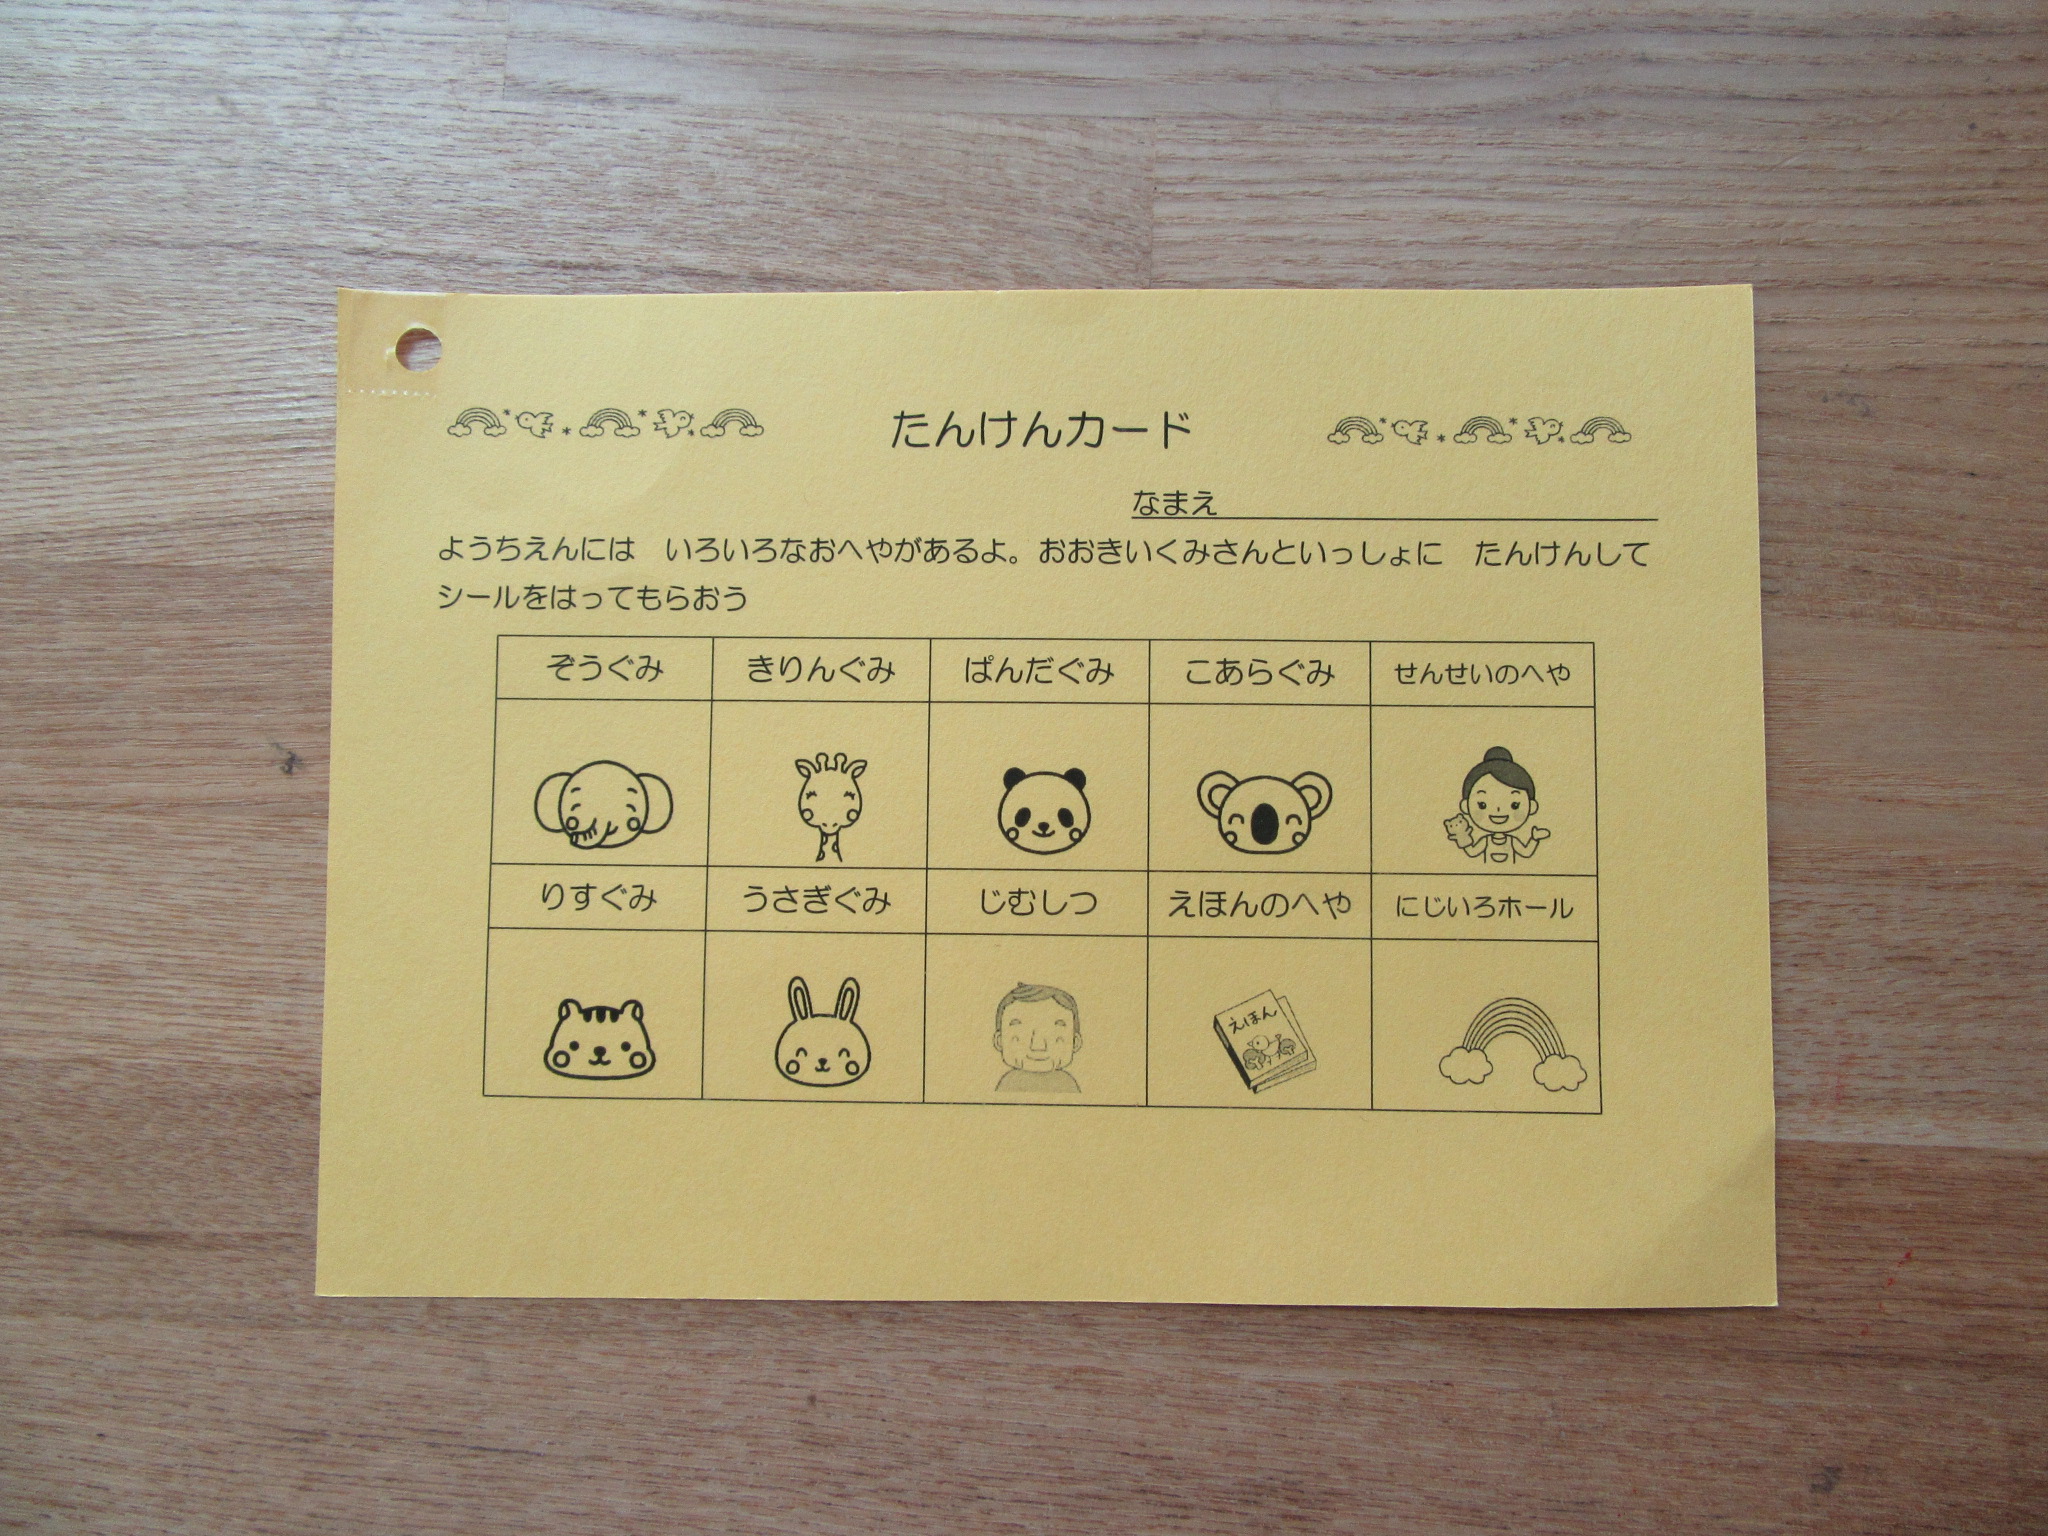 たんけんカード
なまえ
ようちえんには　いろいろなおへやがあるよ。おおきいくみさんといっしょに　たんけんして
シールをはってもらおう
ぞうぐみ　きりんぐみ　ぱんだぐみ　こあらぐみ　せんせいのへや
りすぐみ　うさぎぐみ　じむしつ　えほんのへや　にじいろホール
えほん